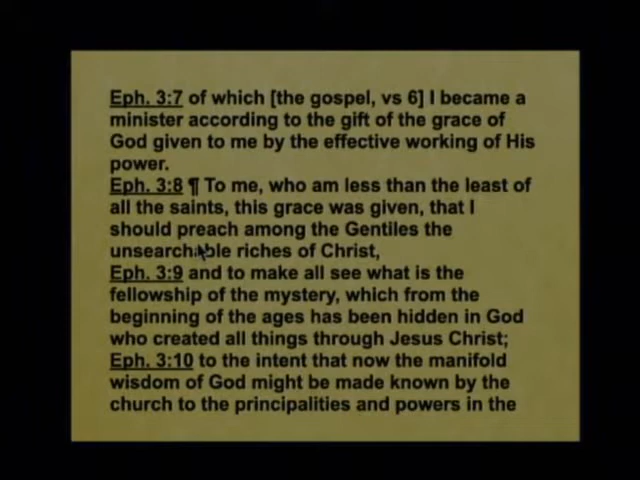 Eph. 3:7 of which [the gospel, vs 6] I became a
minister according to the gift of the grace of
God given to me by the effective working of His
power.
Eph. 3:8 ¶ To me, who am less than the least of
all the saints, this grace was given, that I
should preach among the Gentiles the
unsearchable riches of Christ,
Eph. 3:9 and to make all see what is the
fellowship of the mystery, which from the
beginning of the ages has been hidden in God
who created all things through Jesus Christ;
Eph. 3:10 to the intent that now the manifold
wisdom of God might be made known by the
church to the principalities and powers in the